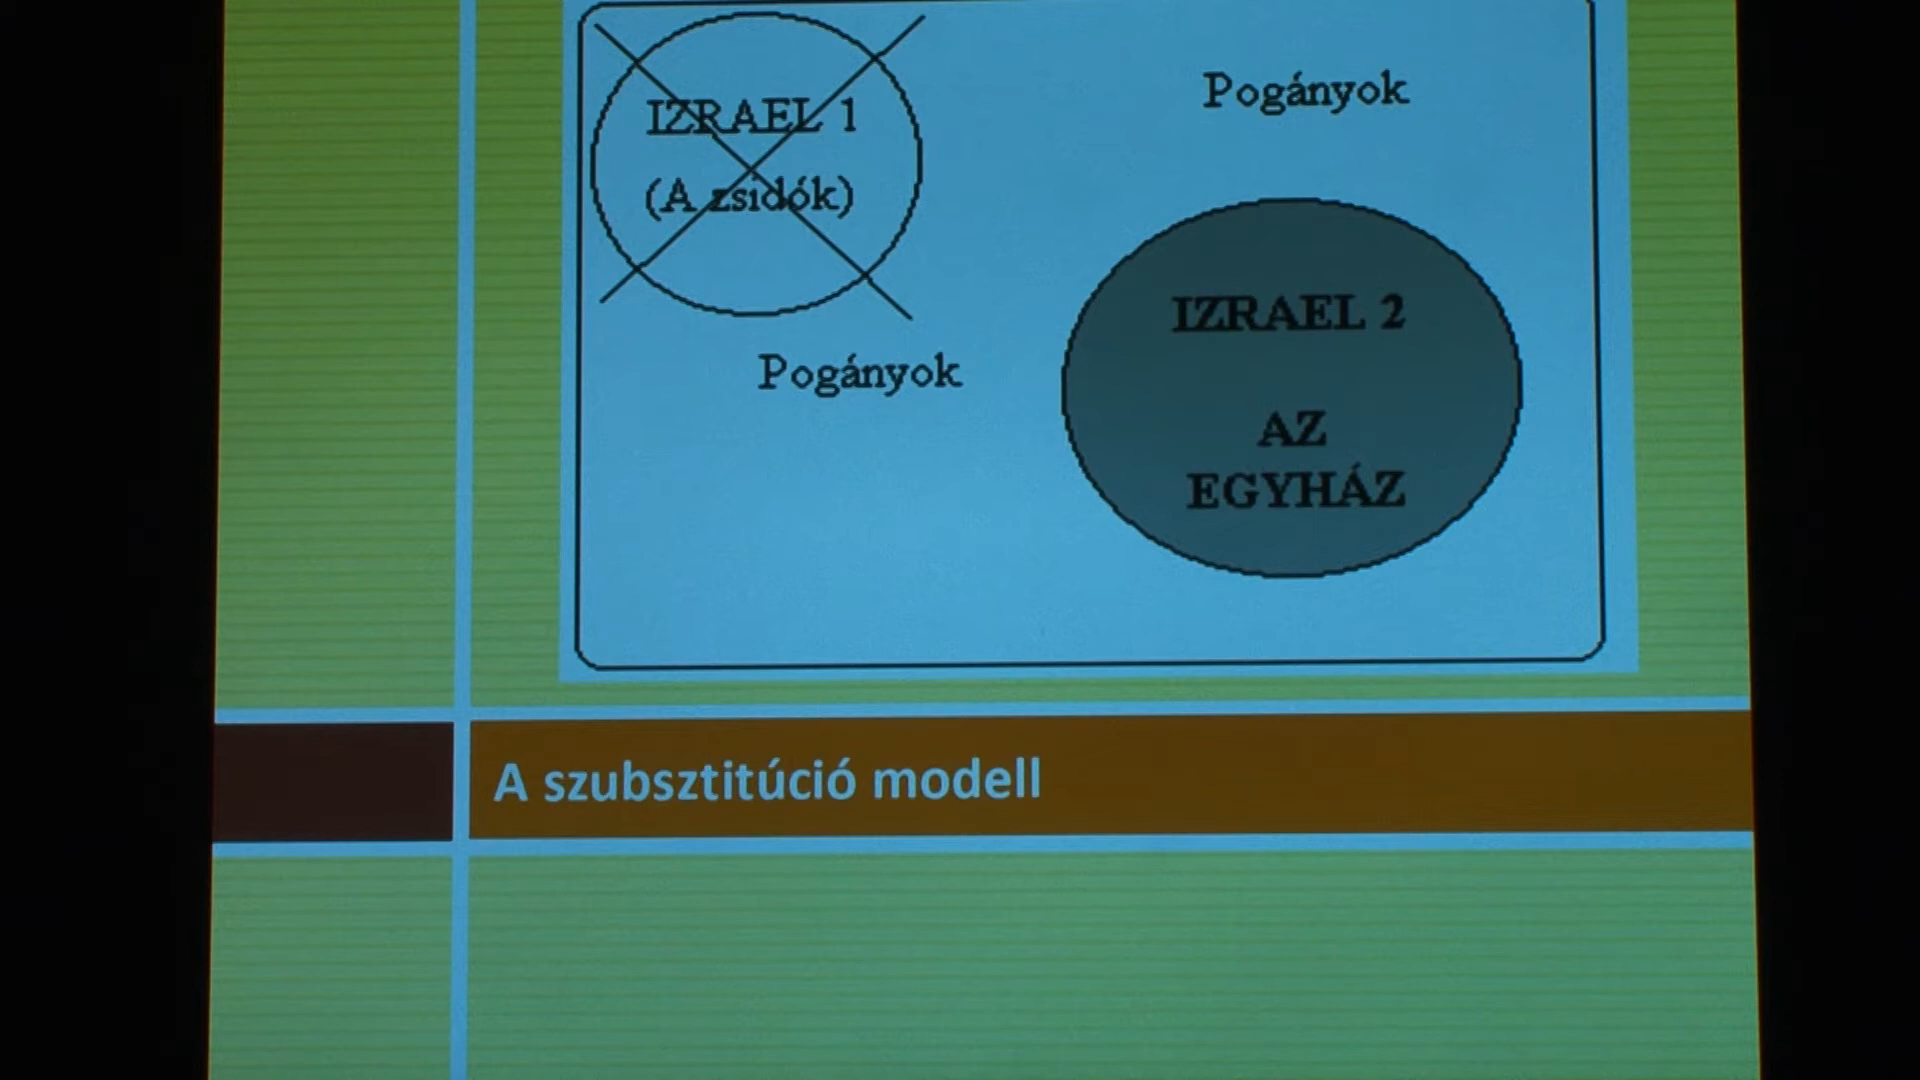 IZRAEL 1
(A zsidók)
Pogányok
Pogányok
IZRAEL 2
AZ
EGYHÁZ
A szubsztitúció modell